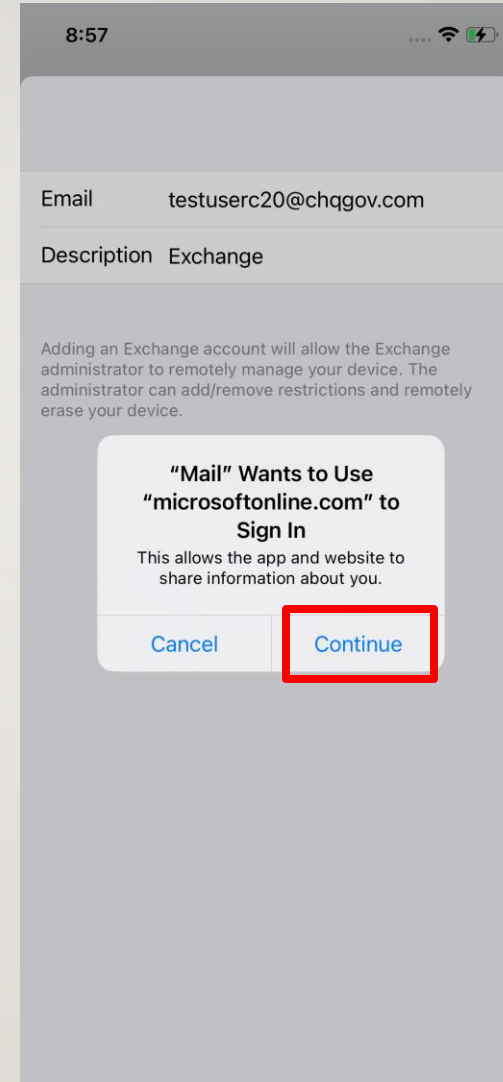 8:57
Email testuserc20@chqgov.com
Description Exchange
Adding an Exchange account will allow the Exchange
administrator to remotely manage your device. The
administrator can add/remove restrictions and remotely
erase your device.
“Mail” Wants to Use
“microsoftonline.com” to
Sign In
This allows the app and website to
share information about you.
Cancel Continue